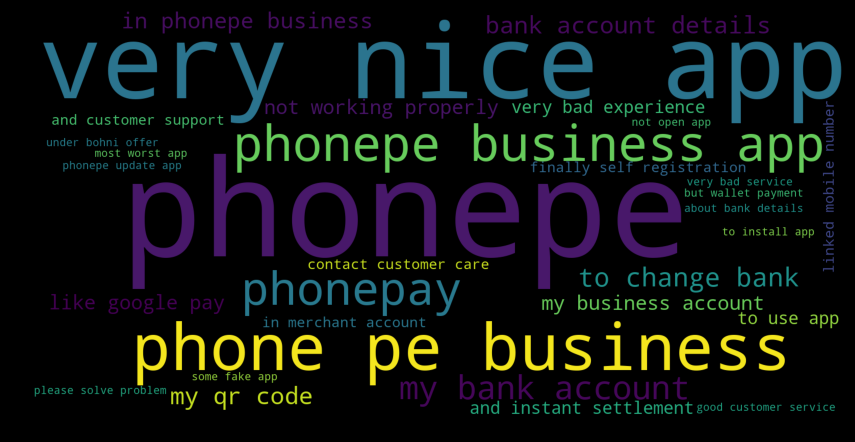 in phonepe business
bank account details
very nice app
not working properly
very bad experience
and customer support
not open app
under bohni offer
most worst app
phonepe update app
phonepe business app
finally self registration
linked mobile number
phonepe
very bad service
but wallet payment
about bank details
to install app
contact customer care
like google pay
phonepay
to change bank
my business account
to use app
in merchant account
phone pe business
some fake app
please solve problem
my qr code
my bank account
and instant settlement
good customer service